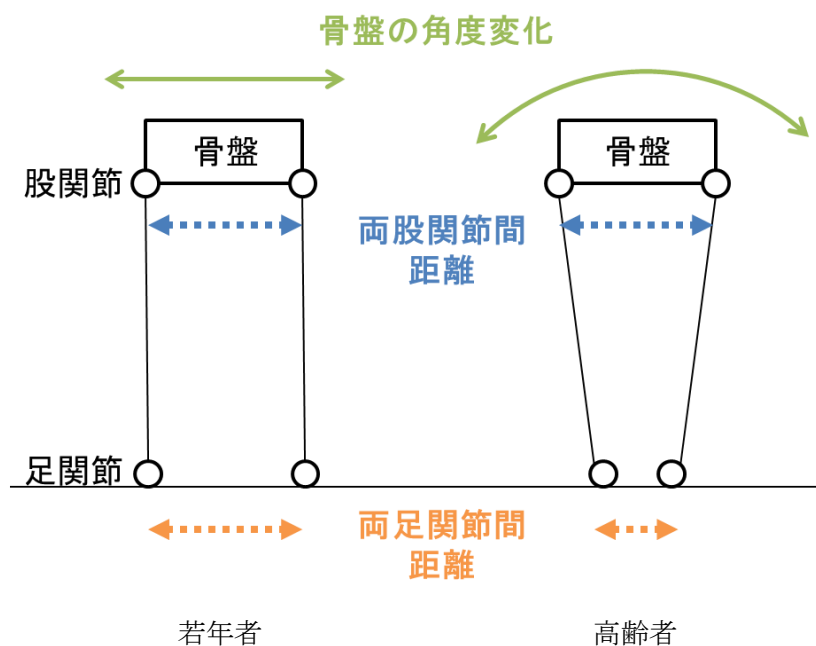 骨盤の角度変化
骨盤
骨盤
股関節
両股関節間
距離
足関節
両足関節間
距離
若年者
高齢者